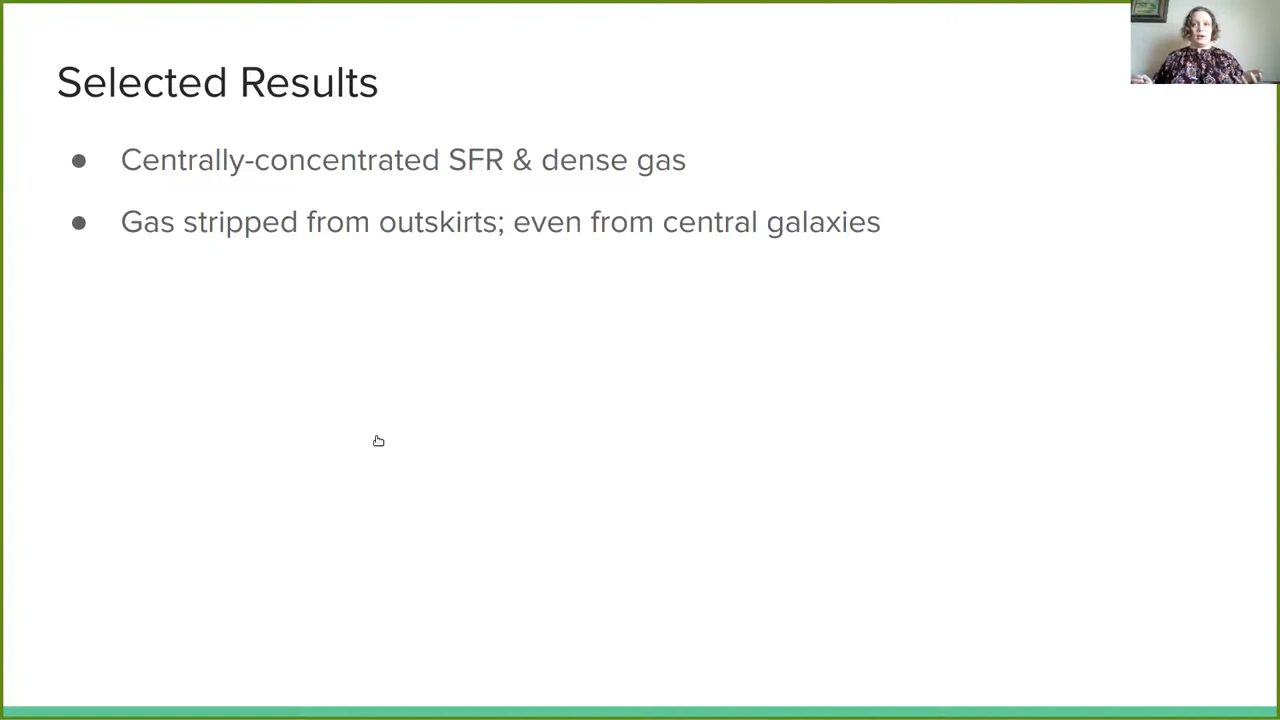 Selected Results
● Centrally-concentrated SFR & dense gas
● Gas stripped from outskirts; even from central galaxies